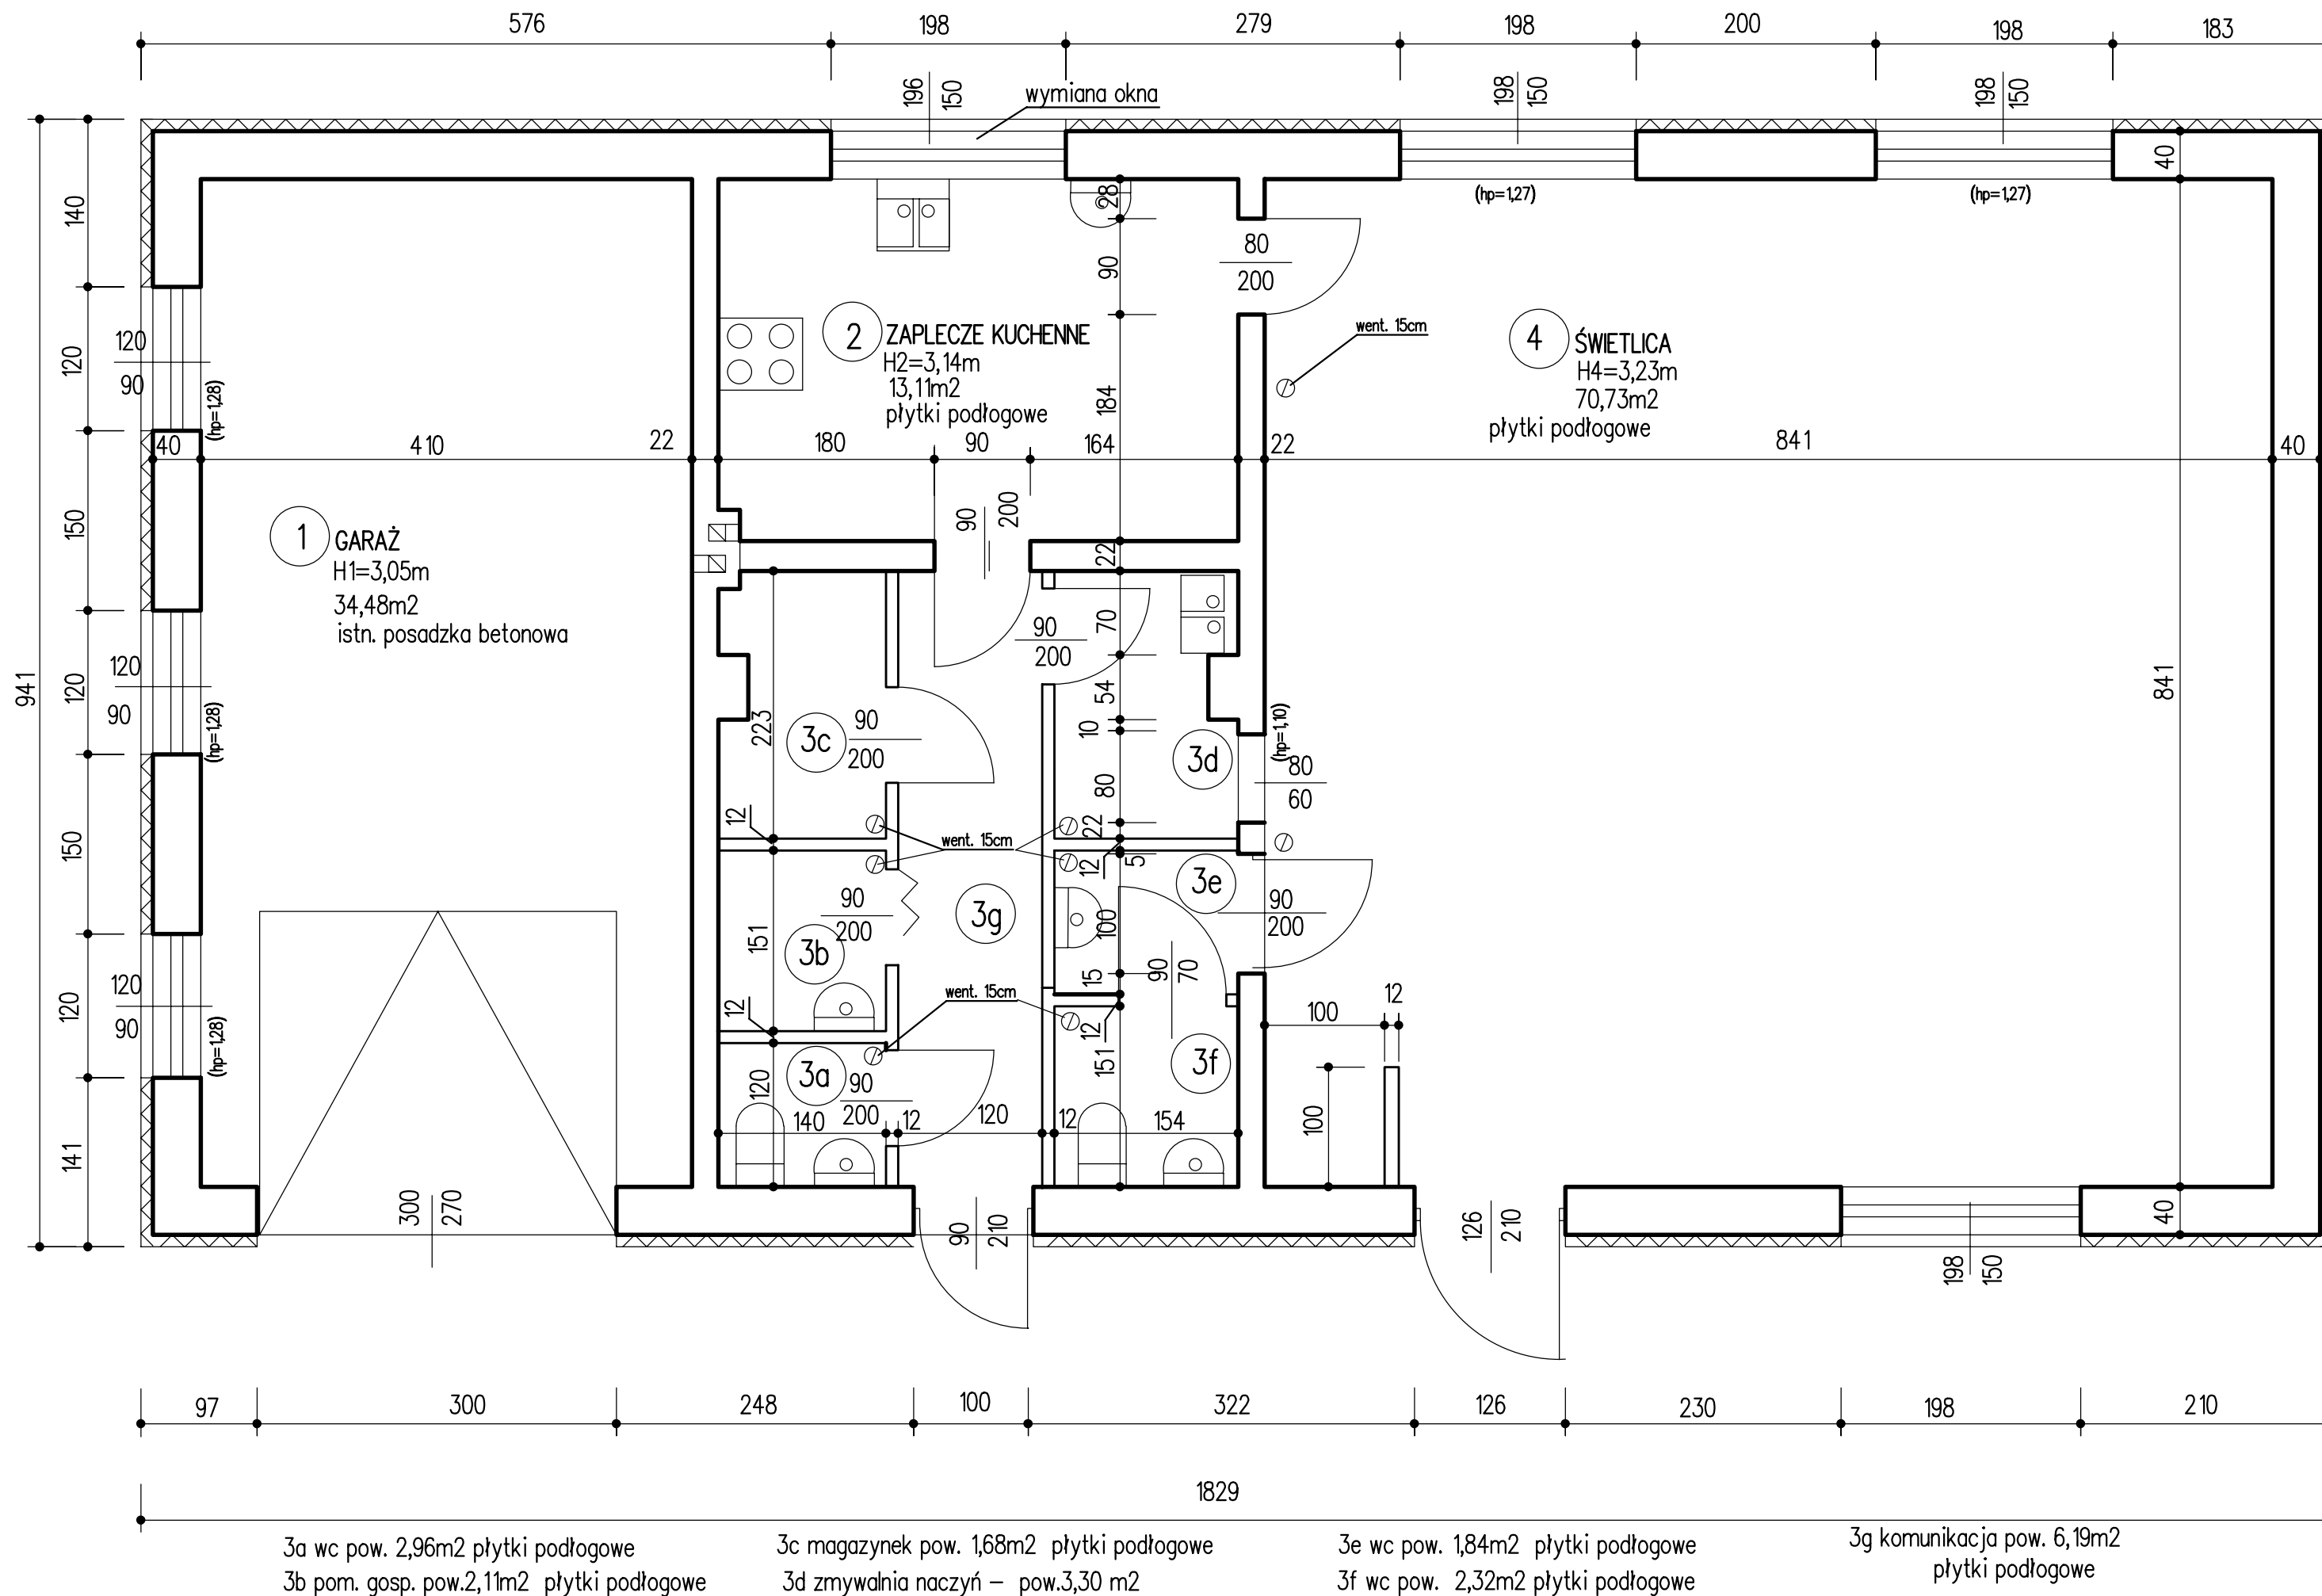 576
198
279
198
200
198
183
196
150
wymiana okna
198
150
198
150
(hp=1,27)
(hp=1,27)
40
28
90
80
200
140
120
150
120
150
120
141
941
120
90
(hp=1,28)
120
90
(hp=1,28)
120
90
(hp=1,28)
2
ZAPLECZE KUCHENNE
H2=3,14m
13,11m2
płytki podłogowe
184
went. 15cm
4
ŚWIETLICA
H4=3,23m
70,73m2
płytki podłogowe
40
410
22
180
90
164
22
841
40
1
GARAŻ
H1=3,05m
34,48m2
istn. posadzka betonowa
90
200
22
70
54
10
80
22
12
5
100
15
12
151
841
90
200
223
3c
90
200
3d
(hp=1,10)
80
60
12
went. 15cm
3e
90
200
90
200
3g
151
3b
90
70
12
went. 15cm
3f
100
12
100
120
3a
90
200
140
12
120
12
154
300
270
90
210
126
210
40
198
150
97
300
248
100
322
126
230
198
210
1829
3a wc pow. 2,96m2 płytki podłogowe
3b pom. gosp. pow.2,11m2 płytki podłogowe
3c magazynek pow. 1,68m2 płytki podłogowe
3d zmywalnia naczyń – pow.3,30 m2
3e wc pow. 1,84m2 płytki podłogowe
3f wc pow. 2,32m2 płytki podłogowe
3g komunikacja pow. 6,19m2
płytki podłogowe